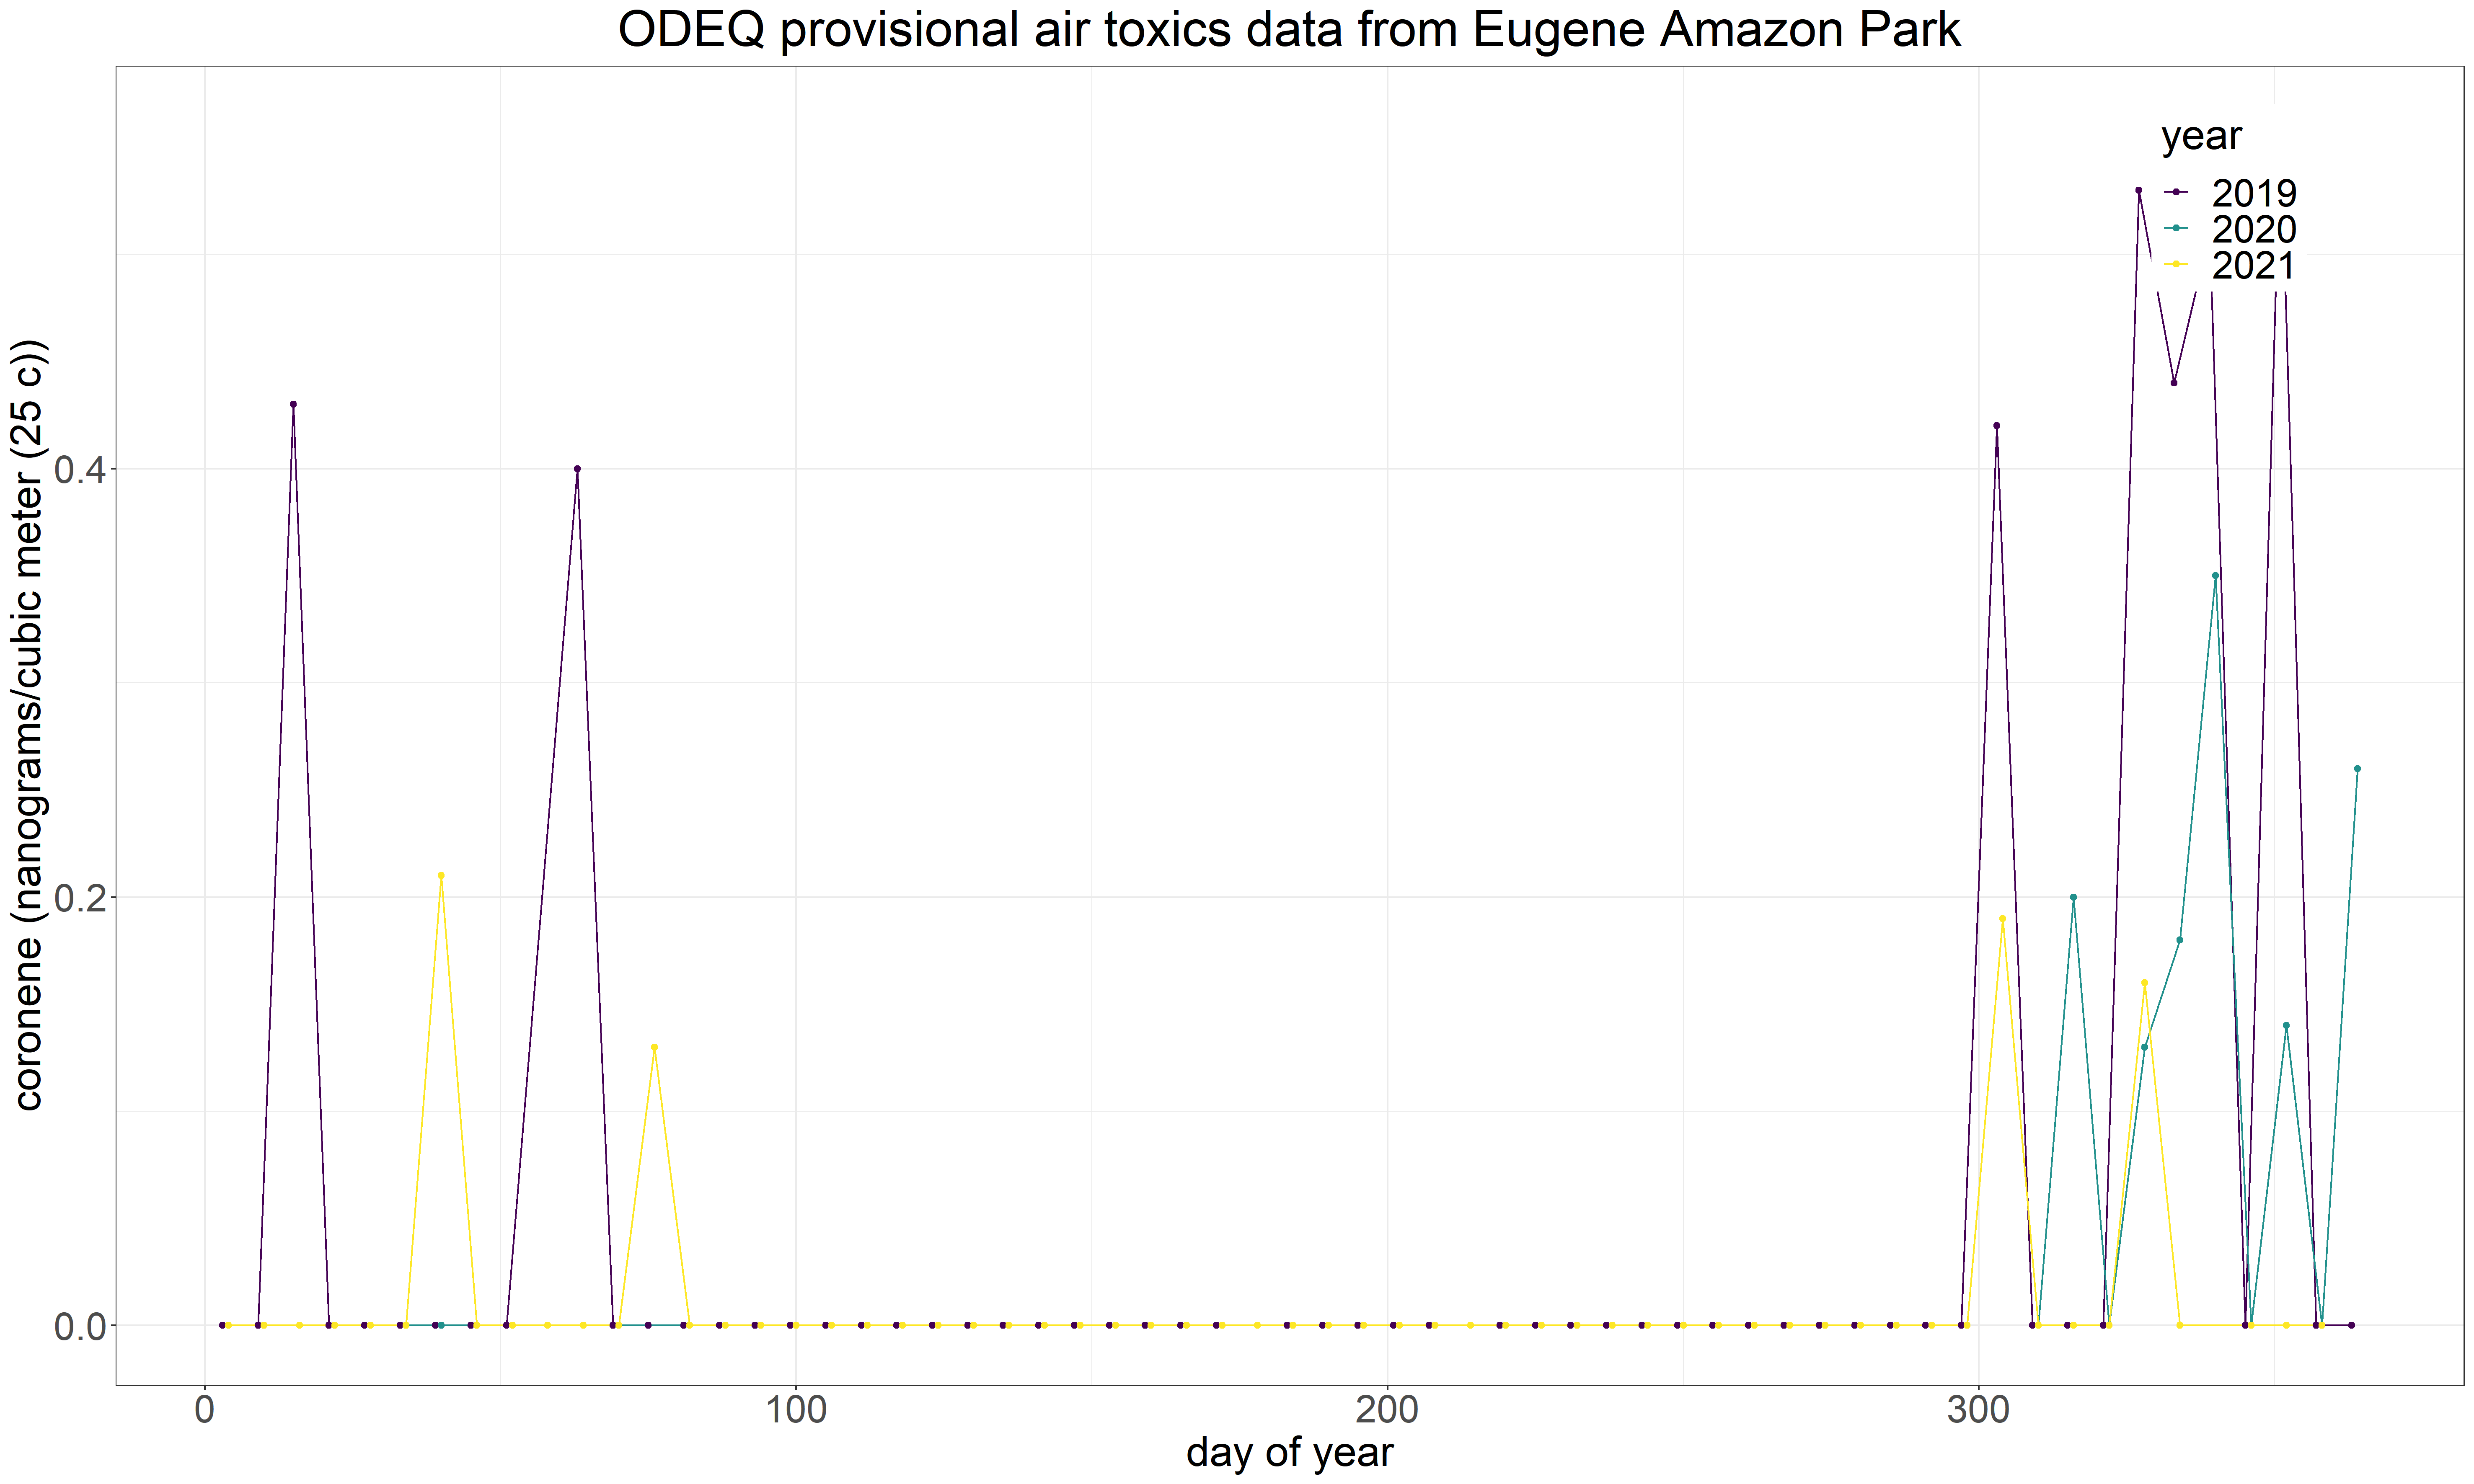 ODEQ provisional air toxics data from Eugene Amazon Park
year
2019
2020
2021
coronene (nanograms/cubic meter (25 c))
0.4
0.2
0.0
0 100 200 300
day of year